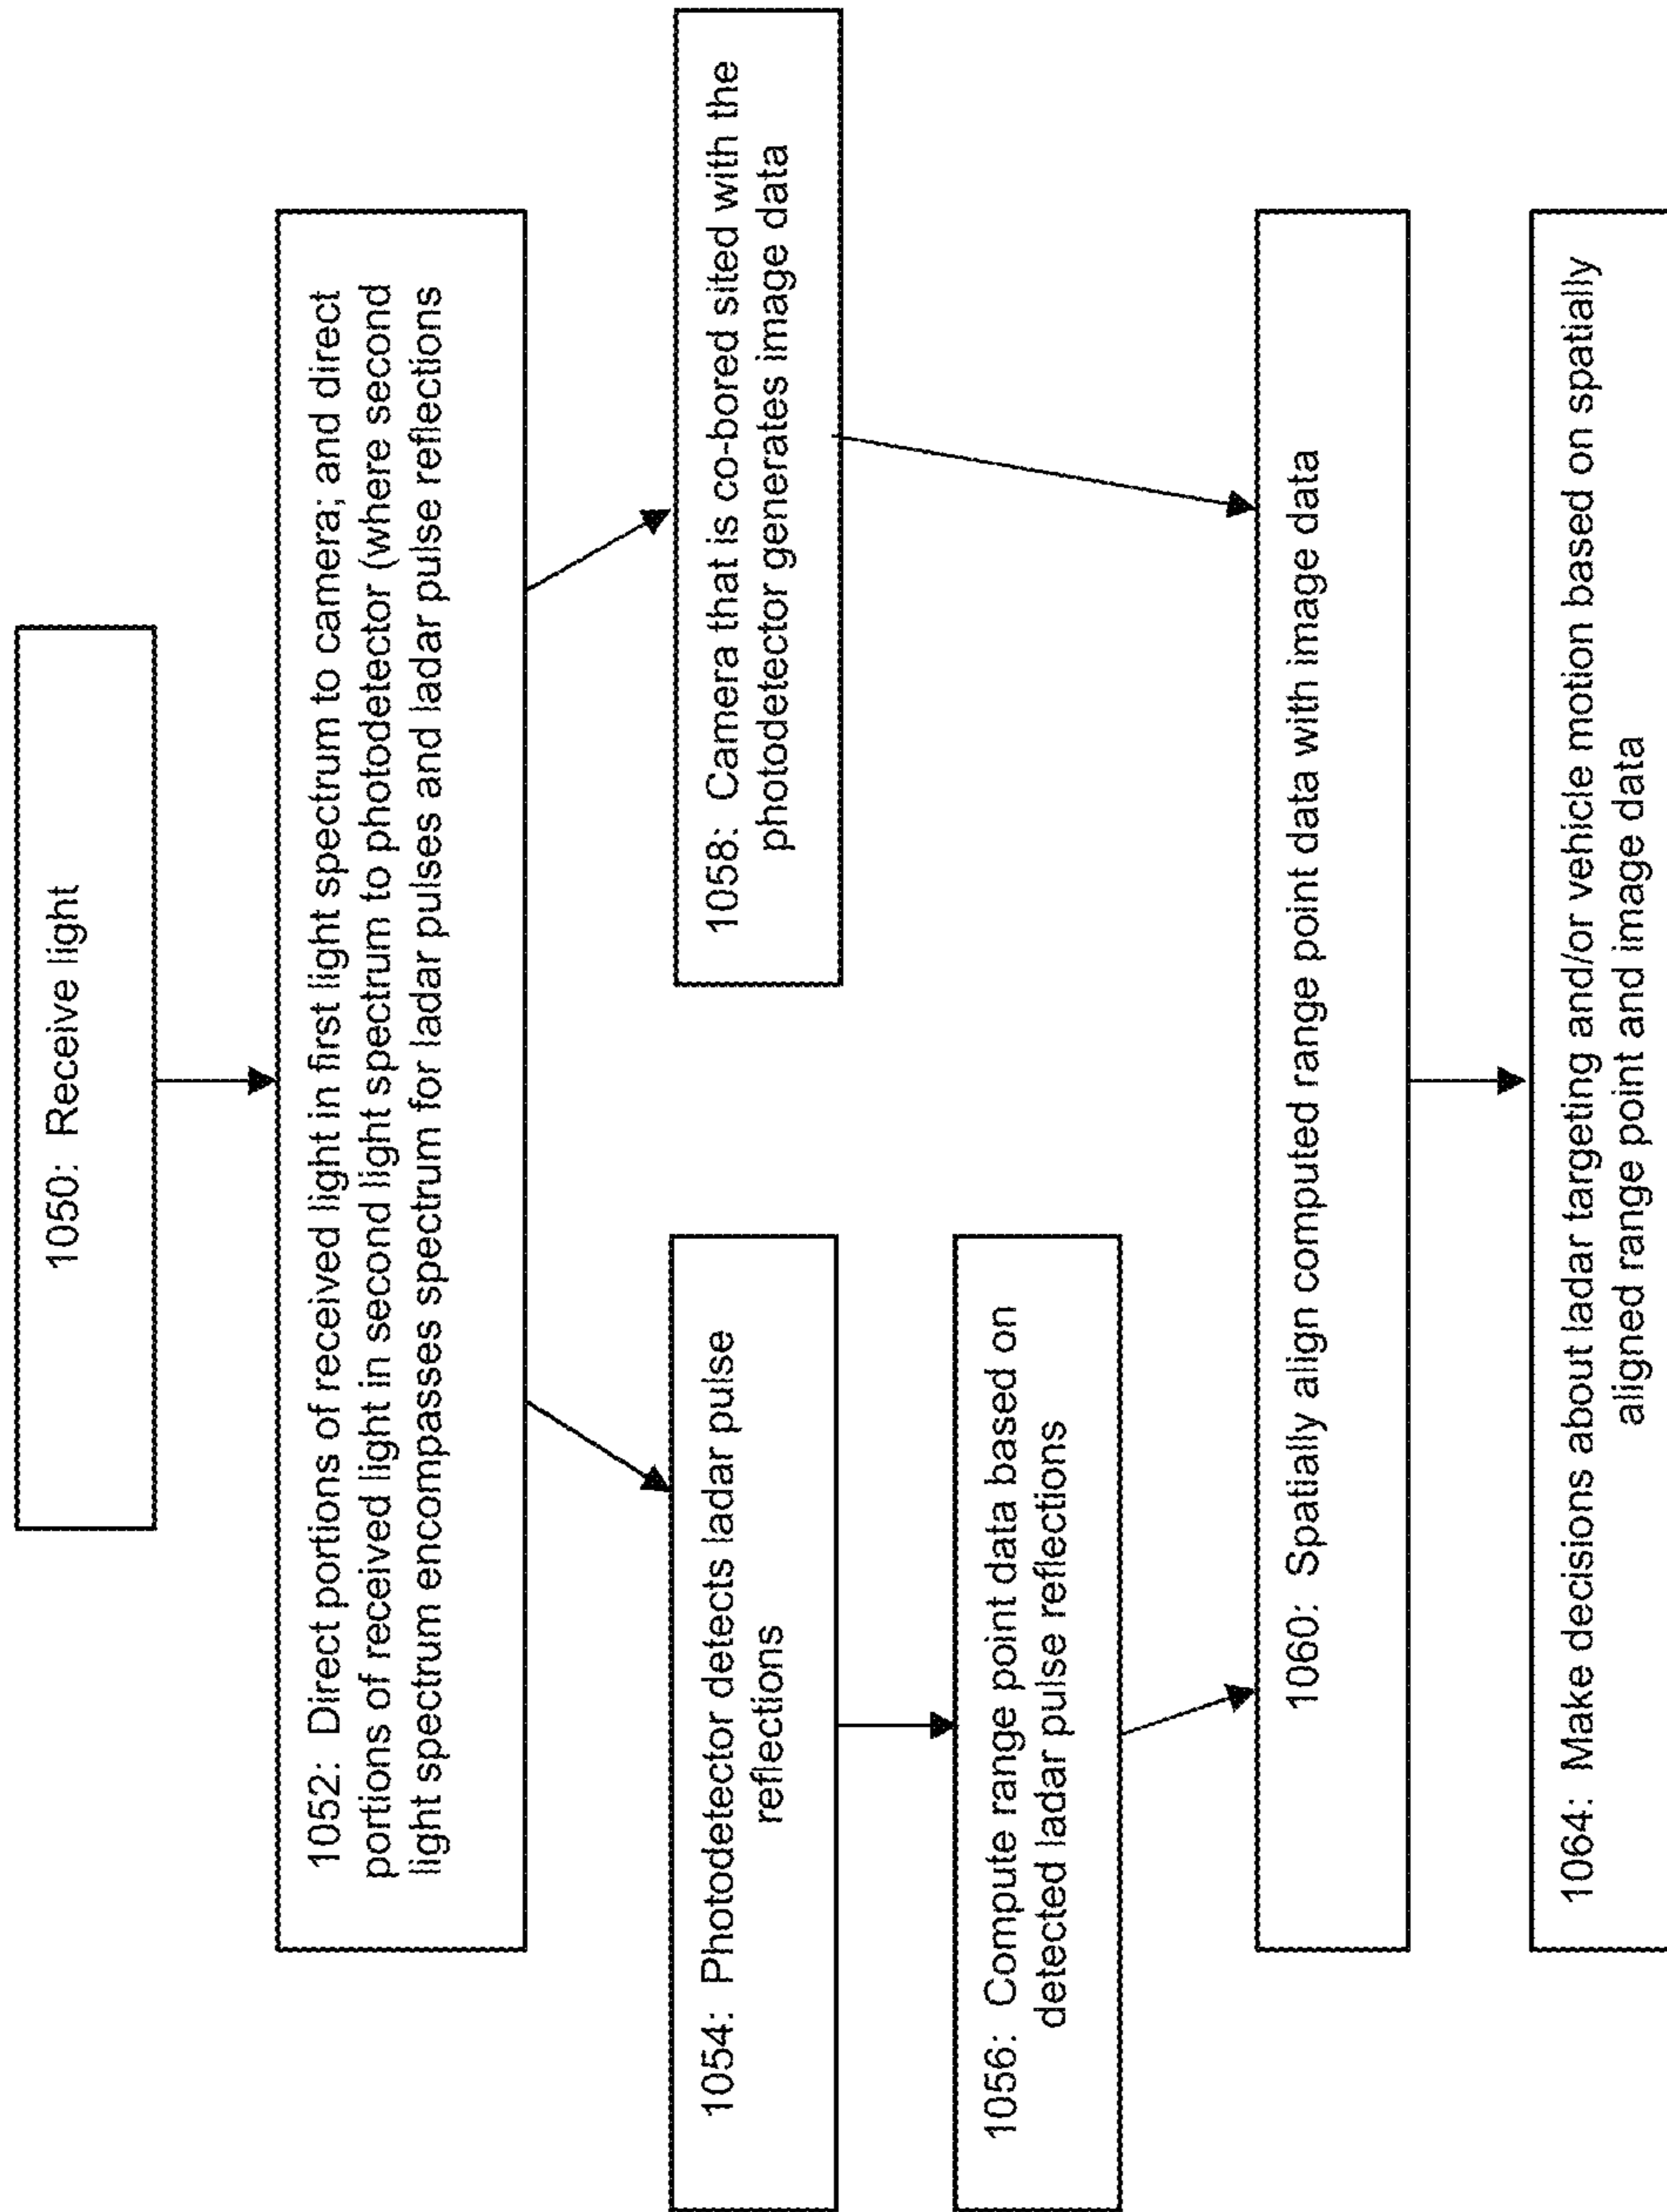 1050: Receive light
1052: Direct portions of received light in first light spectrum to camera; and direct
portions of received light in second light spectrum to photodetector (where second
light spectrum encompasses spectrum for ladar pulses and ladar pulse reflections
1054: Photodetector detects ladar pulse
reflections
1056: Compute range point data based on
detected ladar pulse reflections
1058: Camera that is co-bored sited with the
photodetector generates image data
1060: Spatially align computed range point data with image data
1064: Make decisions about ladar targeting and/or vehicle motion based on spatially
aligned range point and image data